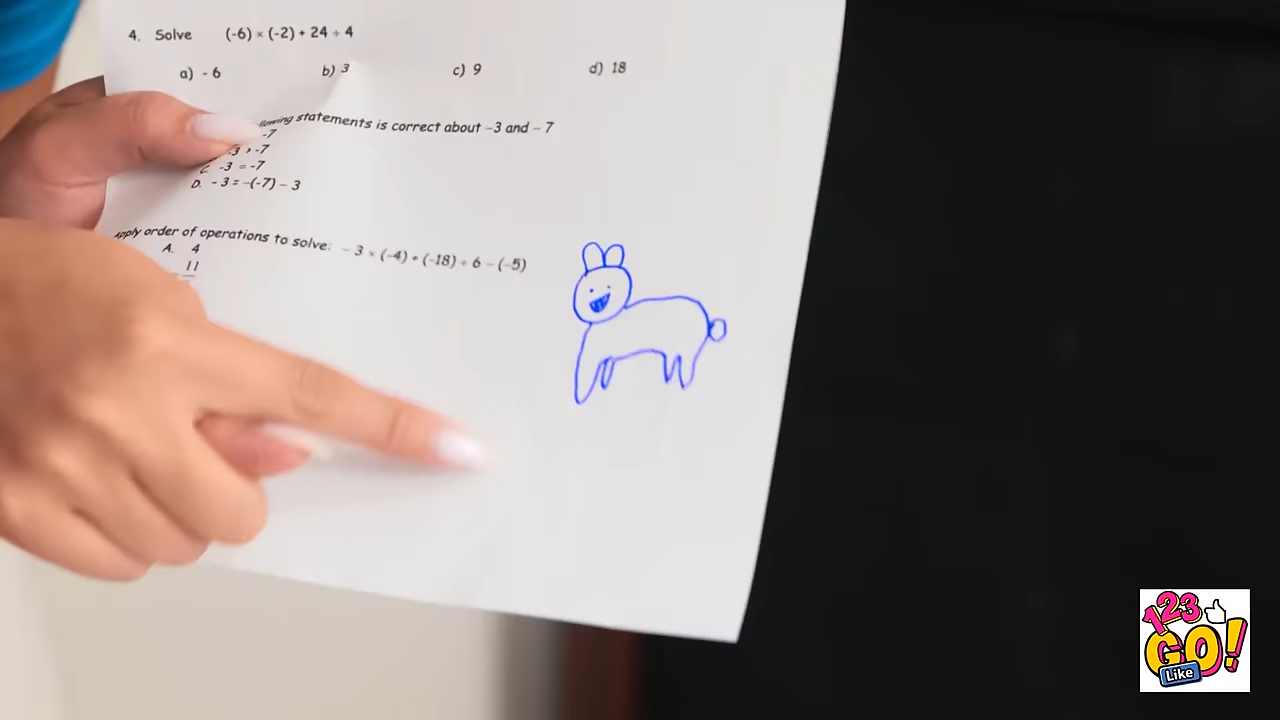 4. Solve (-6) × (-2) + 24 ÷ 4
a) - 6 b) 3 c) 9 d) 18
statements is correct about -3 and - 7
-7
-3 > -7
C. -3 = -7
D. - 3 = -(-7) - 3
Apply order of operations to solve: - 3 × (-4) + (-18) ÷ 6 - (-5)
A. 4
11
123
GO!
Like